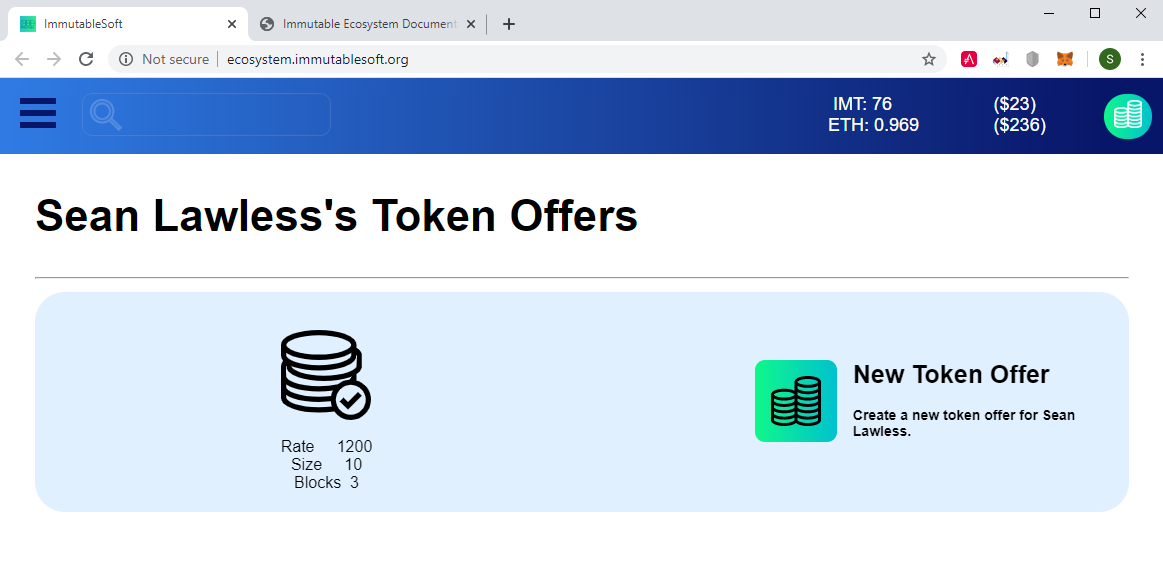 ImmutableSoft
Immutable Ecosystem Document
Not secure
ecosystem.immutablesoft.org
S
IMT: 76 ($23)
ETH: 0.969 ($236)
Sean Lawless's Token Offers
Rate 1200
Size 10
Blocks 3
New Token Offer
Create a new token offer for Sean
Lawless.